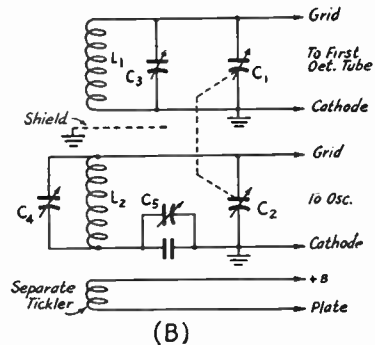 Grid
L1
C3
C1
To First
Det. Tube
Shield
Cathode
Grid
C5
C4
L2
C2
To Osc.
Cathode
+B
Separate
Tickler
Plate
(B)